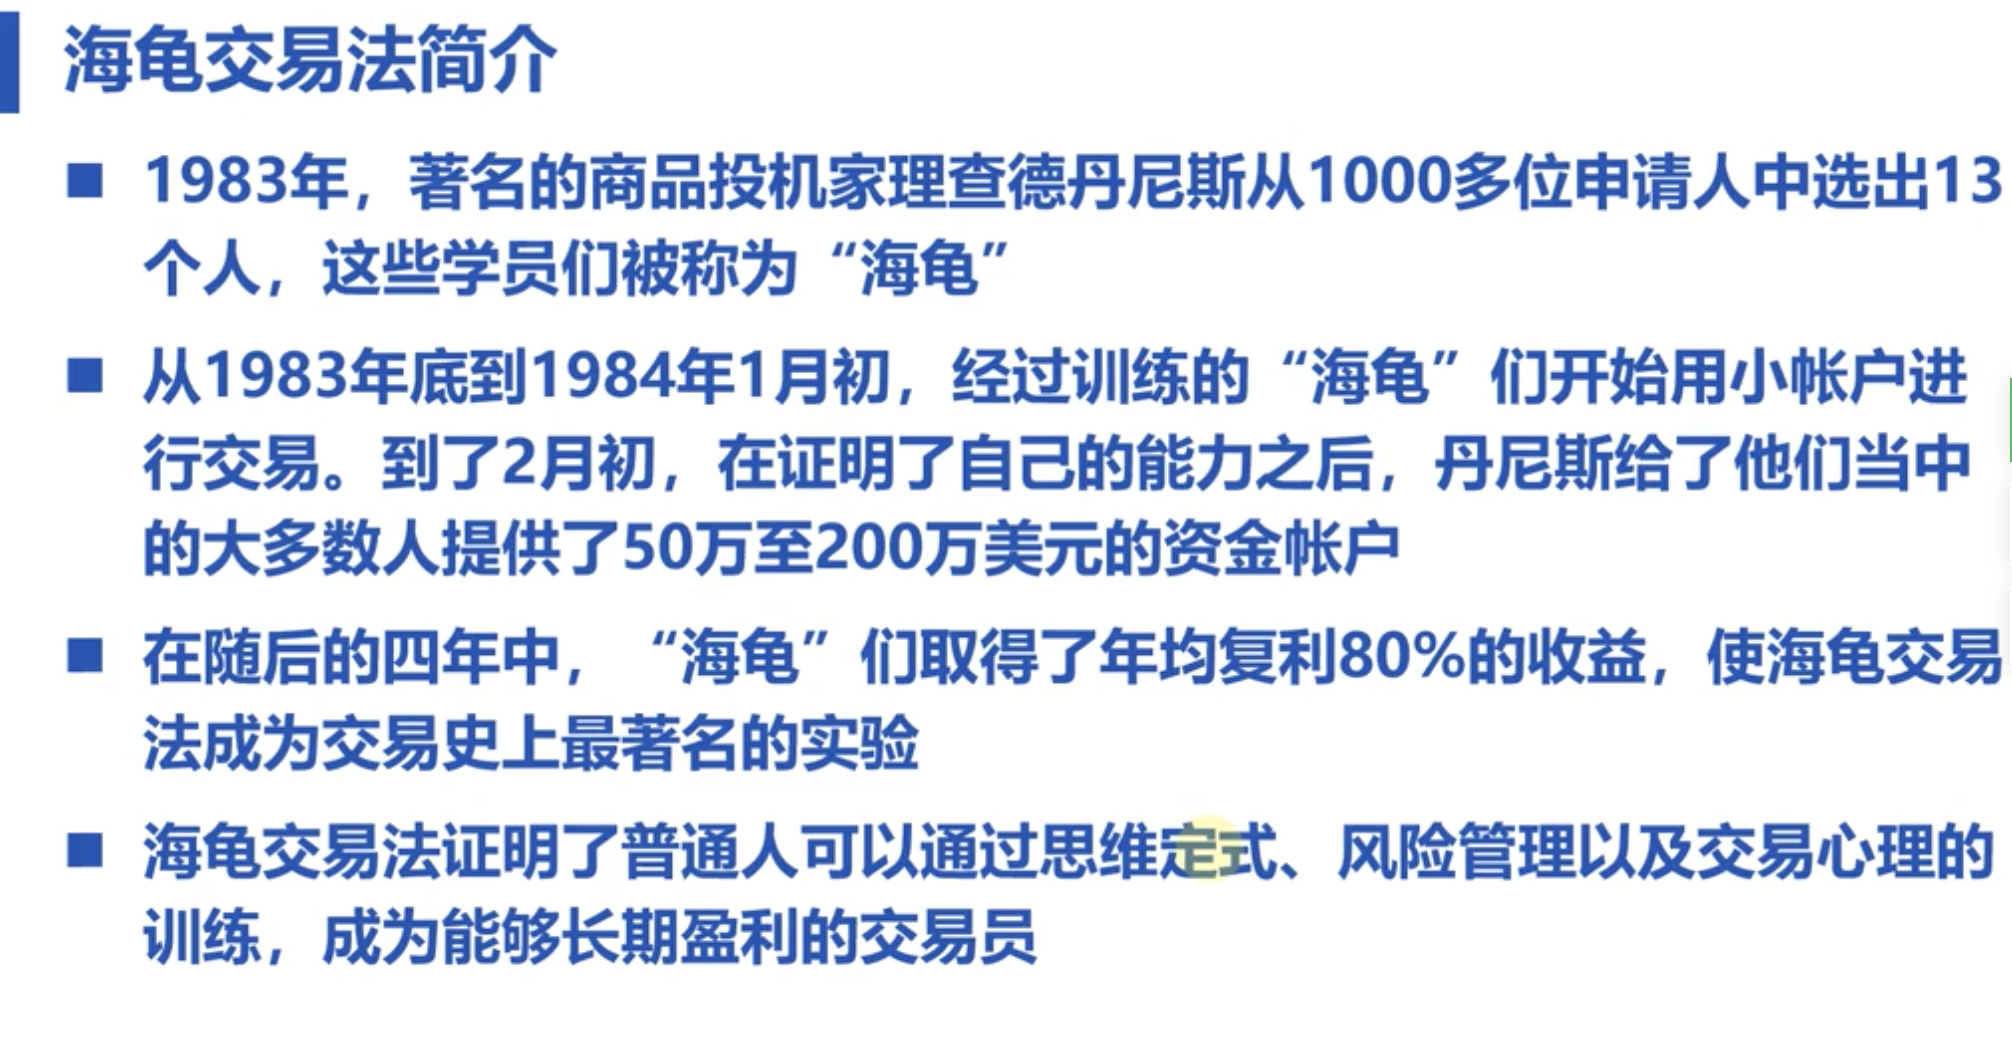 海龟交易法简介
■ 1983年，著名的商品投机家理查德丹尼斯从1000多位申请人中选出13
个人，这些学员们被称为“海龟”
■ 从1983年底到1984年1月初，经过训练的“海龟”们开始用小帐户进
行交易。到了2月初，在证明了自己的能力之后，丹尼斯给了他们当中
的大多数人提供了50万至200万美元的资金帐户
■ 在随后的四年中，“海龟”们取得了年均复利80%的收益，使海龟交易
法成为交易史上最著名的实验
■ 海龟交易法证明了普通人可以通过思维定式、风险管理以及交易心理的
训练，成为能够长期盈利的交易员